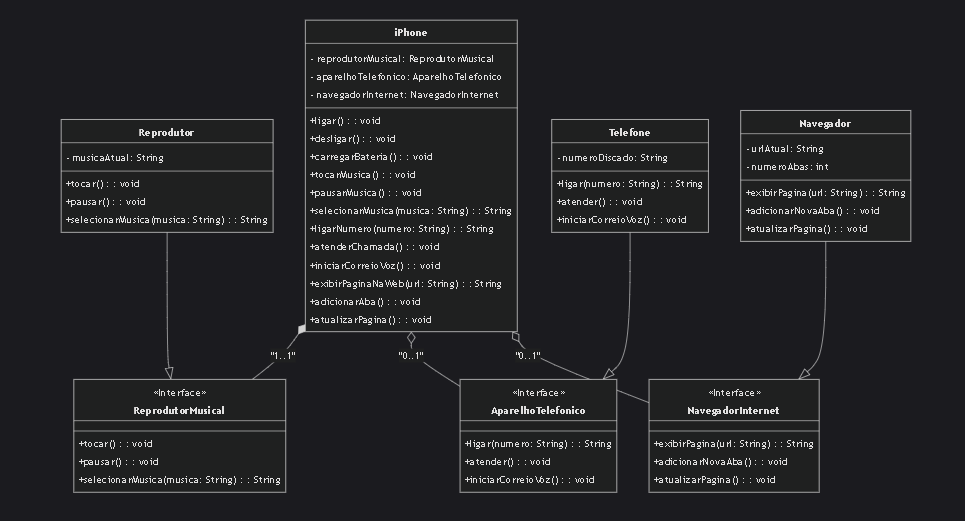 iPhone
- reprodutorMusical: ReprodutorMusical
- aparelhoTelefonico: AparelhoTelefonico
- navegadorInternet: NavegadorInternet
+ligar() : : void
+desligar() : : void
+carregarBateria() : : void
+tocarMusica() : : void
+pausarMusica() : : void
+selecionarMusica(musica: String) : : String
+ligarNumero(numero: String) : : String
+atenderChamada() : : void
+iniciarCorreioVoz() : : void
+exibirPaginaNaWeb(url: String) : : String
+adicionarAba() : : void
+atualizarPagina() : : void
Reprodutor
- musicaAtual: String
+tocar() : : void
+pausar() : : void
+selecionarMusica(musica: String) : : String
Telefone
- numeroDiscado: String
+ligar(numero: String) : : String
+atender() : : void
+iniciarCorreioVoz() : : void
Navegador
- urlAtual: String
- numeroAbas: int
+exibirPagina(url: String) : : String
+adicionarNovaAba() : : void
+atualizarPagina() : : void
"1..1"
"0..1"
"0..1"
«Interface»
ReprodutorMusical
+tocar() : : void
+pausar() : : void
+selecionarMusica(musica: String) : : String
«Interface»
AparelhoTelefonico
+ligar(numero: String) : : String
+atender() : : void
+iniciarCorreioVoz() : : void
«Interface»
NavegadorInternet
+exibirPagina(url: String) : : String
+adicionarNovaAba() : : void
+atualizarPagina() : : void